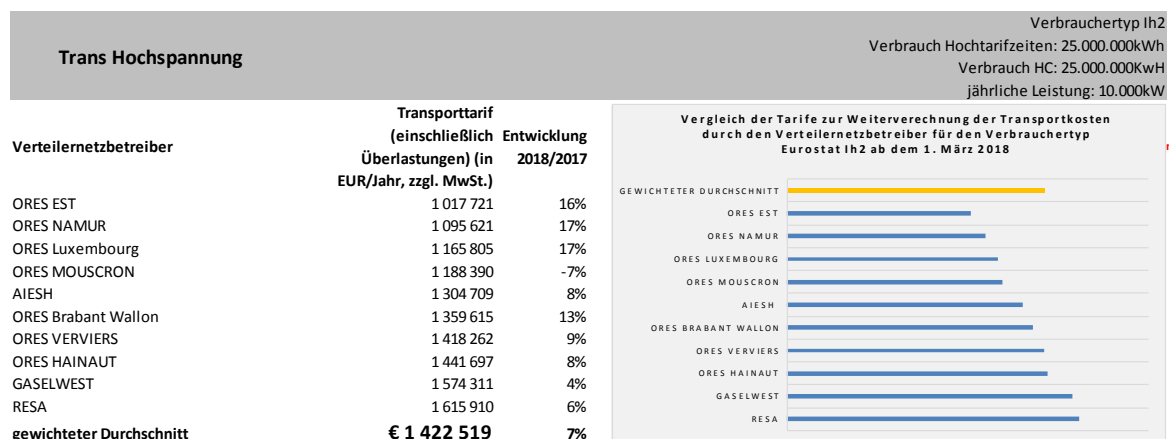 Trans Hochspannung
Verbrauchertyp Ih2
Verbrauch Hochtarifzeiten: 25.000.000kWh
Verbrauch HC: 25.000.000KwH
jährliche Leistung: 10.000kW
Verteilernetzbetreiber
Transporttarif
(einschließlich
Überlastungen) (in
EUR/Jahr, zzgl. MwSt.)
Entwicklung
2018/2017
ORES EST 1 017 721 16%
ORES NAMUR 1 095 621 17%
ORES Luxembourg 1 165 805 17%
ORES MOUSCRON 1 188 390 -7%
AIESH 1 304 709 8%
ORES Brabant Wallon 1 359 615 13%
ORES VERVIERS 1 418 262 9%
ORES HAINAUT 1 441 697 8%
GASELWEST 1 574 311 4%
RESA 1 615 910 6%
gewichteter Durchschnitt € 1 422 519 7%
Vergleich der Tarife zur Weiterverechnung der Transportkosten
durch den Verteilernetzbetreiber für den Verbrauchertyp
Eurostat Ih2 ab dem 1. März 2018
GEWICHTETER DURCHSCHNITT
ORES EST
ORES NAMUR
ORES LUXEMBOURG
ORES MOUSCRON
AIESH
ORES BRABANT WALLON
ORES VERVIERS
ORES HAINAUT
GASELWEST
RESA